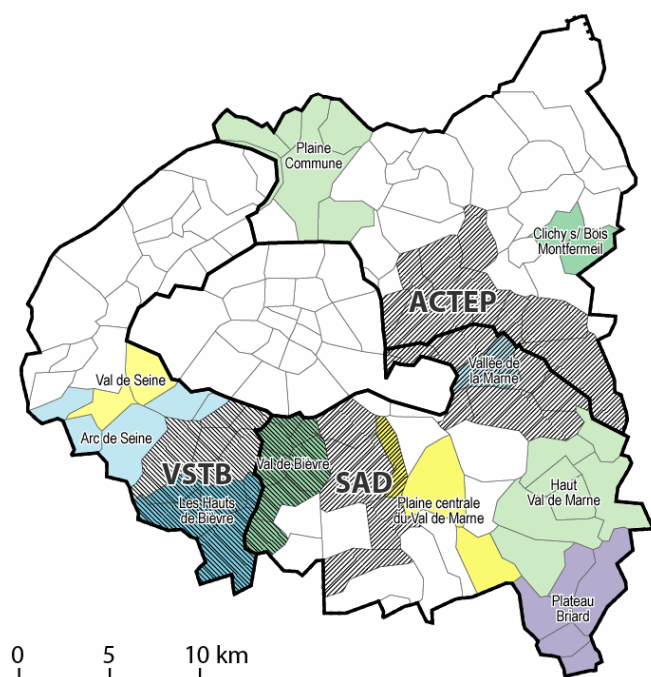 Plaine
Commune
Clichy s/ Bois
Montfermeil
ACTEP
Vallée de
la Marne
Val de Seine
Arc de Seine
VSTB
Val de Bièvre
SAD
Les Hauts
de Bièvre
Plaine centrale
du Val de Marne
Haut
Val de Marne
Plateau
Briard
0 5 10 km